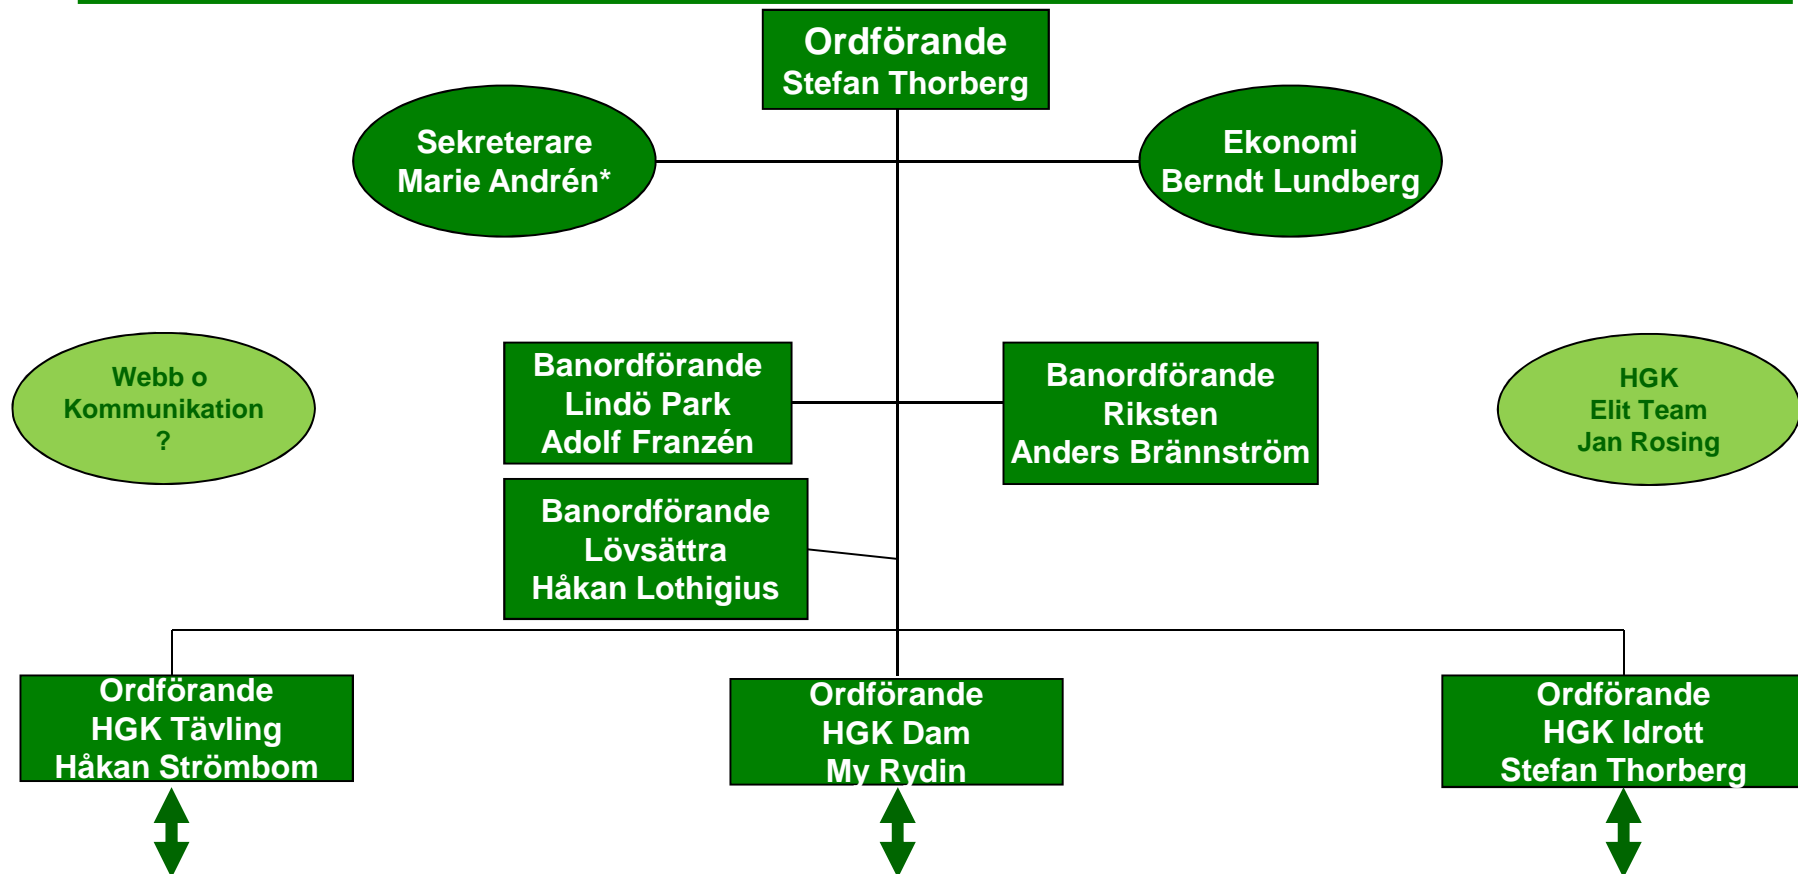 Ordförande
Stefan Thorberg
Sekreterare
Marie Andrén*
Ekonomi
Berndt Lundberg
Webb o
Kommunikation
?
Banordförande
Lindö Park
Adolf Franzén
Banordförande
Riksten
Anders Brännström
HGK
Elit Team
Jan Rosing
Banordförande
Lövsättra
Håkan Lothigius
Ordförande
HGK Tävling
Håkan Strömbom
Ordförande
HGK Dam
My Rydin
Ordförande
HGK Idrott
Stefan Thorberg